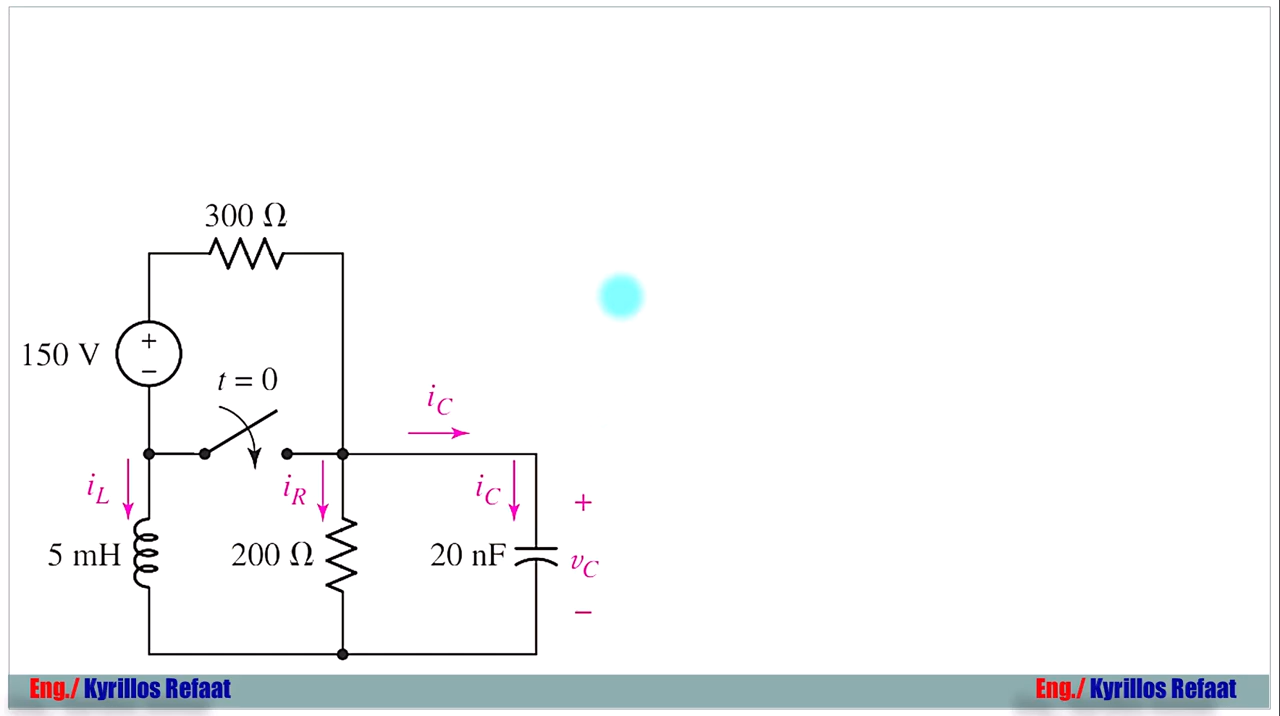 300 Ω
150 V
+
−
t = 0
iC
iL
iR
iC
+
5 mH
200 Ω
20 nF
vC
−
Eng./ Kyrillos Refaat
Eng./ Kyrillos Refaat